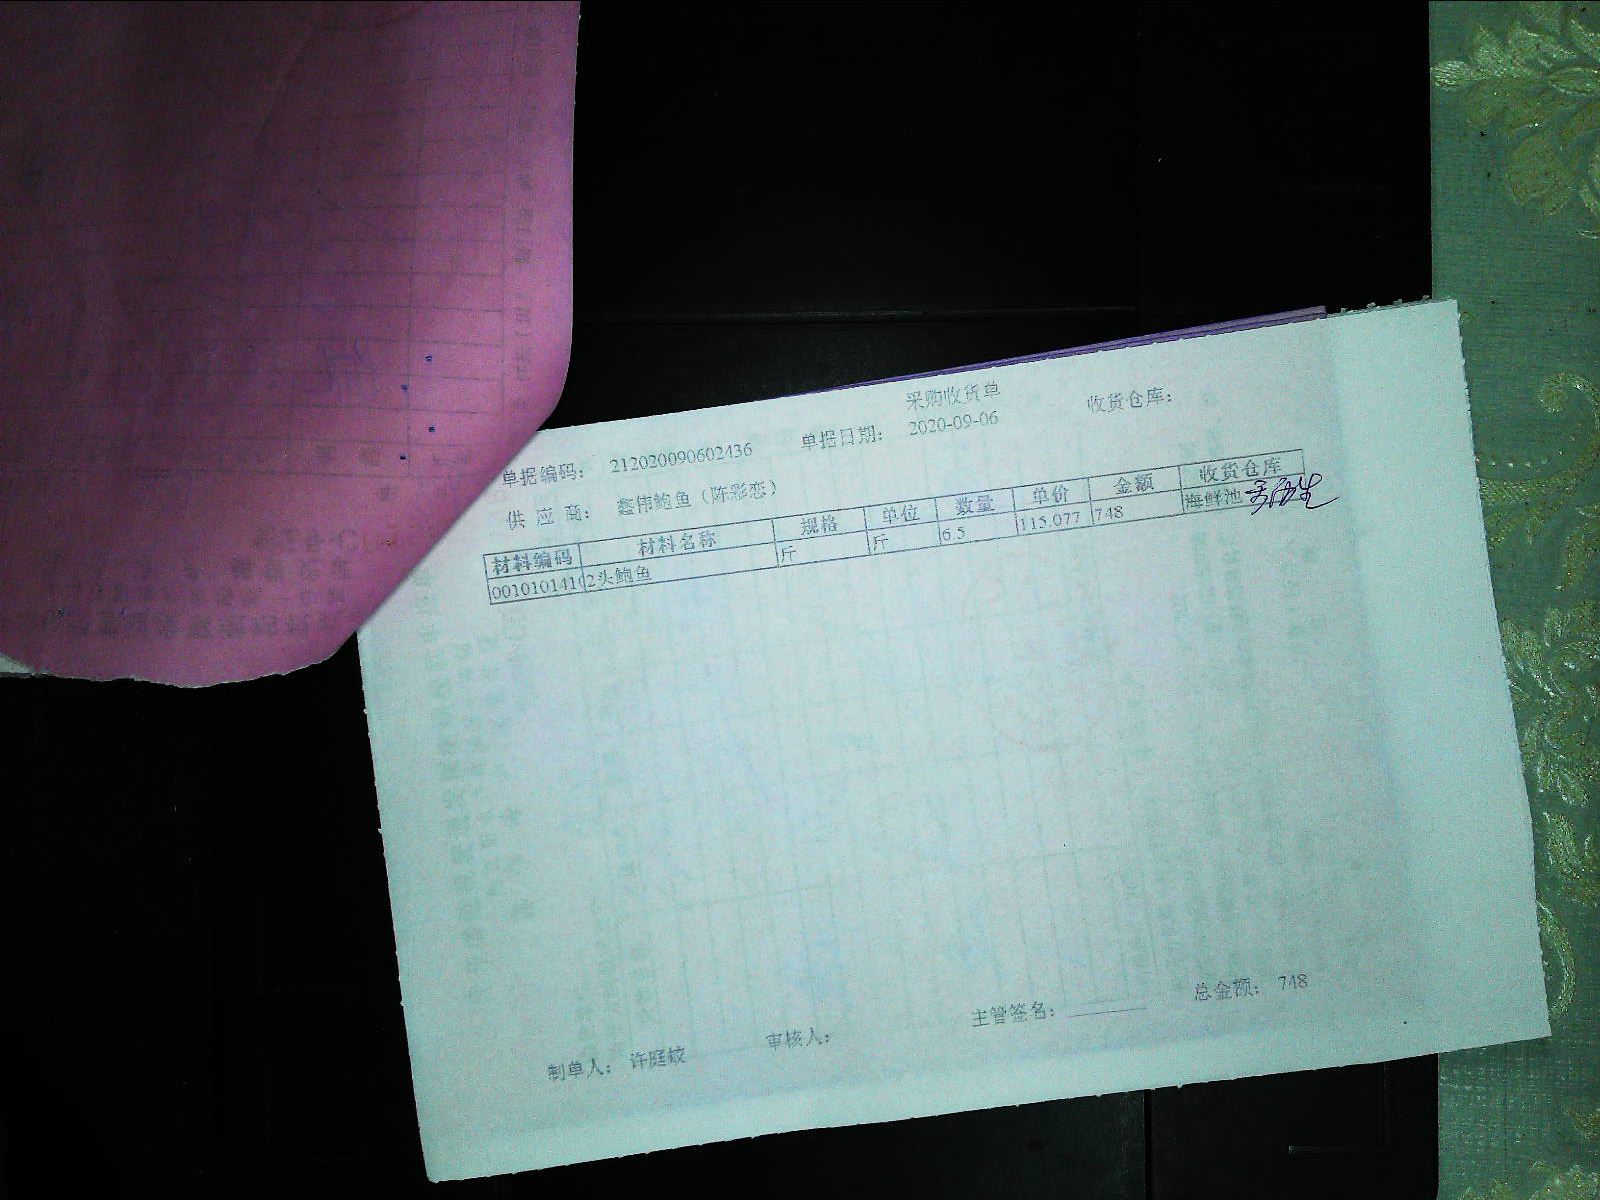 采购收货单
单据编码： 212020090602436 单据日期： 2020-09-06 收货仓库：
供 应 商： 鑫伟鲍鱼（陈彩恋）
材料编码 材料名称 规格 单位 数量 单价 金额 收货仓库
0010101410 2头鲍鱼 斤 斤 6.5 115.077 748 海鲜池
制单人： 许庭蛟 审核人： 主管签名： 总金额： 748